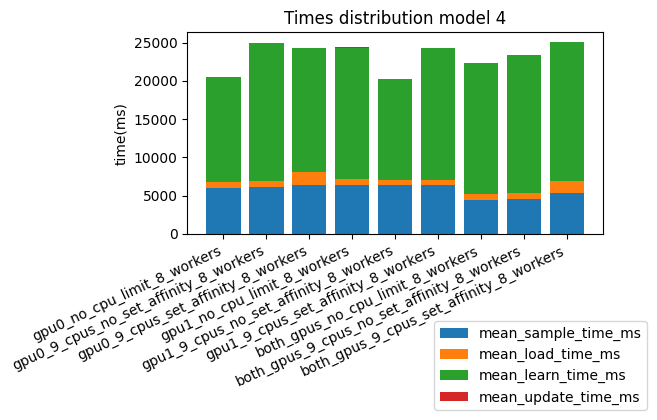 Times distribution model 4
time(ms)
25000
20000
15000
10000
5000
0
gpu0_no_cpu_limit_8_workers
gpu0_9_cpus_no_set_affinity_8_workers
gpu0_9_cpus_set_affinity_8_workers
gpu1_no_cpu_limit_8_workers
gpu1_9_cpus_no_set_affinity_8_workers
gpu1_9_cpus_set_affinity_8_workers
both_gpus_no_cpu_limit_8_workers
both_gpus_9_cpus_no_set_affinity_8_workers
both_gpus_9_cpus_set_affinity_8_workers
mean_sample_time_ms
mean_load_time_ms
mean_learn_time_ms
mean_update_time_ms